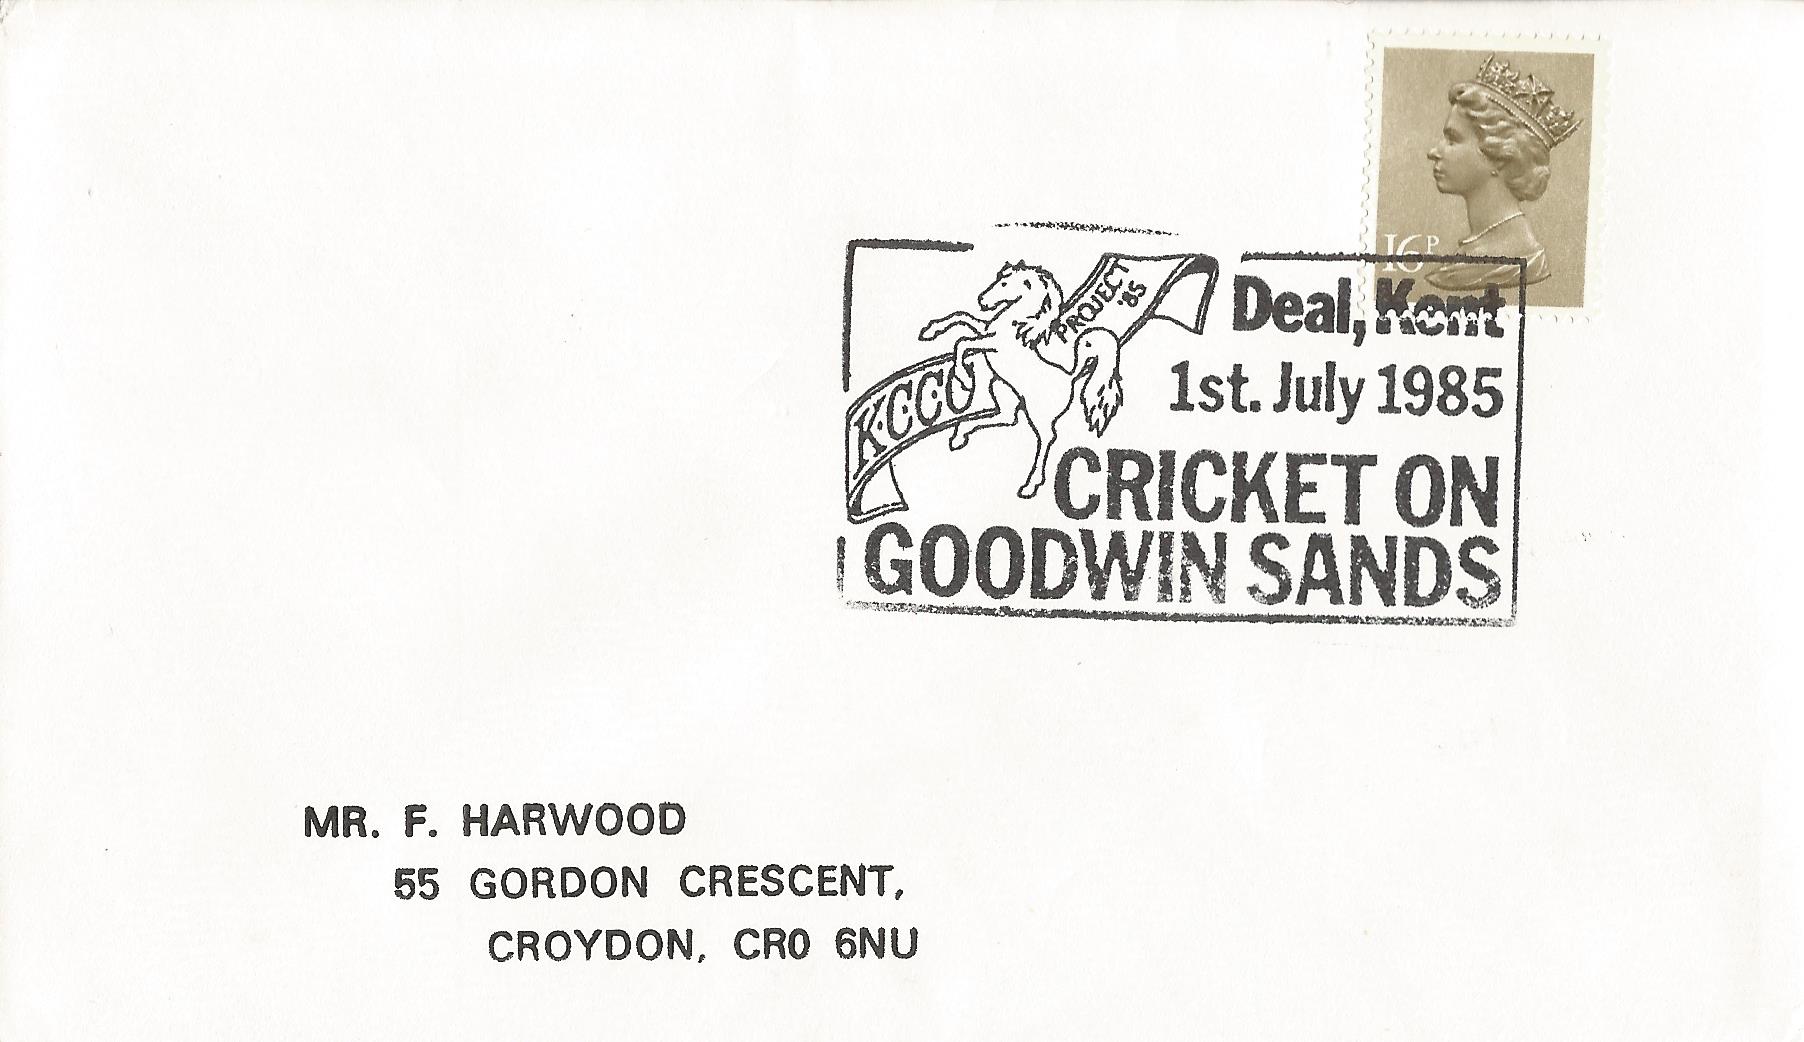 16P
PROJECT '85
K·C·C·U
Deal, Kent
1st. July 1985
CRICKET ON
GOODWIN SANDS
MR. F. HARWOOD
55 GORDON CRESCENT,
CROYDON, CR0 6NU